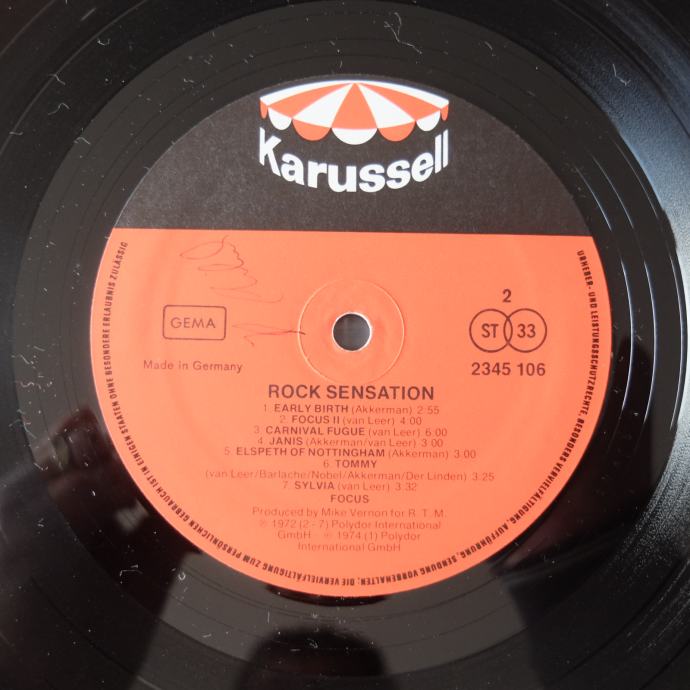 Karussell
GEMA
Made in Germany
2
ST 33
2345 106
ROCK SENSATION
1. EARLY BIRTH (Akkerman) 2:55
2. FOCUS II (van Leer) 4:00
3. CARNIVAL FUGUE (van Leer) 6:00
4. JANIS (Akkerman/van Leer) 3:00
5. ELSPETH OF NOTTINGHAM (Akkerman) 3:00
6. TOMMY
(van Leer/Barlache/Nobel/Akkerman/Der Linden) 3:25
7. SYLVIA (van Leer) 3:32
FOCUS
Produced by Mike Vernon for R. T. M.
℗ 1972 (2 - 7) Polydor International
GmbH · ℗ 1974 (1) Polydor
International GmbH
URHEBER- UND LEISTUNGSSCHUTZRECHTE, BESONDERS VERVIELFÄLTIGUNG, AUFFÜHRUNG, SENDUNG VORBEHALTEN, DIE VERVIELFÄLTIGUNG ZUM PERSÖNLICHEN GEBRAUCH IST IN EINIGEN STAATEN OHNE BESONDERE ERLAUBNIS ZULÄSSIG